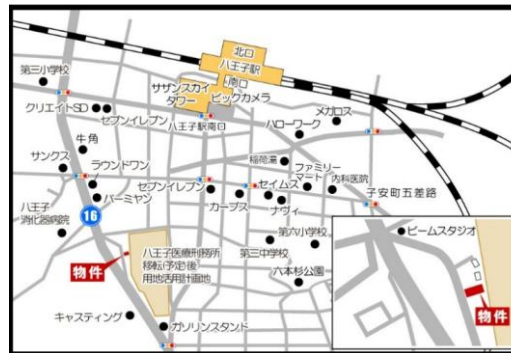 北口
八王子駅
南口
第三小学校
サザンスカイ
タワー
ビックカメラ
クリエイトSD
セブンイレブン
八王子駅南口
ハローワーク
メガロス
牛角
サンクス
ラウンドワン
稲荷湯
ファミリー
マート
内科医院
セブンイレブン
カーブス
セイムス
ナヴィ
子安町五差路
バーミヤン
八王子
消化器病院
16
物件
八王子医療刑務所
移転(予定)後
用地活用計画地
第六小学校
第三中学校
六本杉公園
キャスティング
ガソリンスタンド
ビームスタジオ
物件